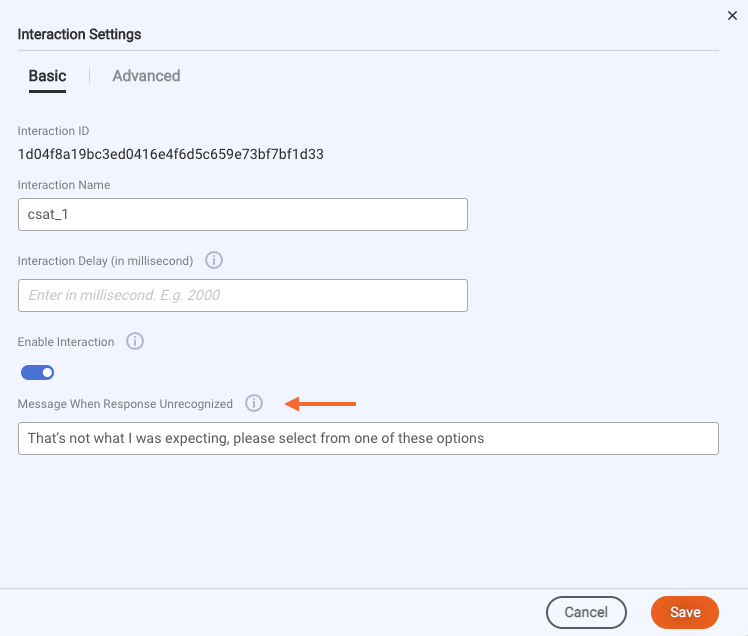 Interaction Settings
Basic
Advanced
Interaction ID
1d04f8a19bc3ed0416e4f6d5c659e73bf7bf1d33
Interaction Name
csat_1
Interaction Delay (in millisecond)
Enter in millisecond. E.g. 2000
Enable Interaction
Message When Response Unrecognized
That's not what I was expecting, please select from one of these options
Cancel
Save